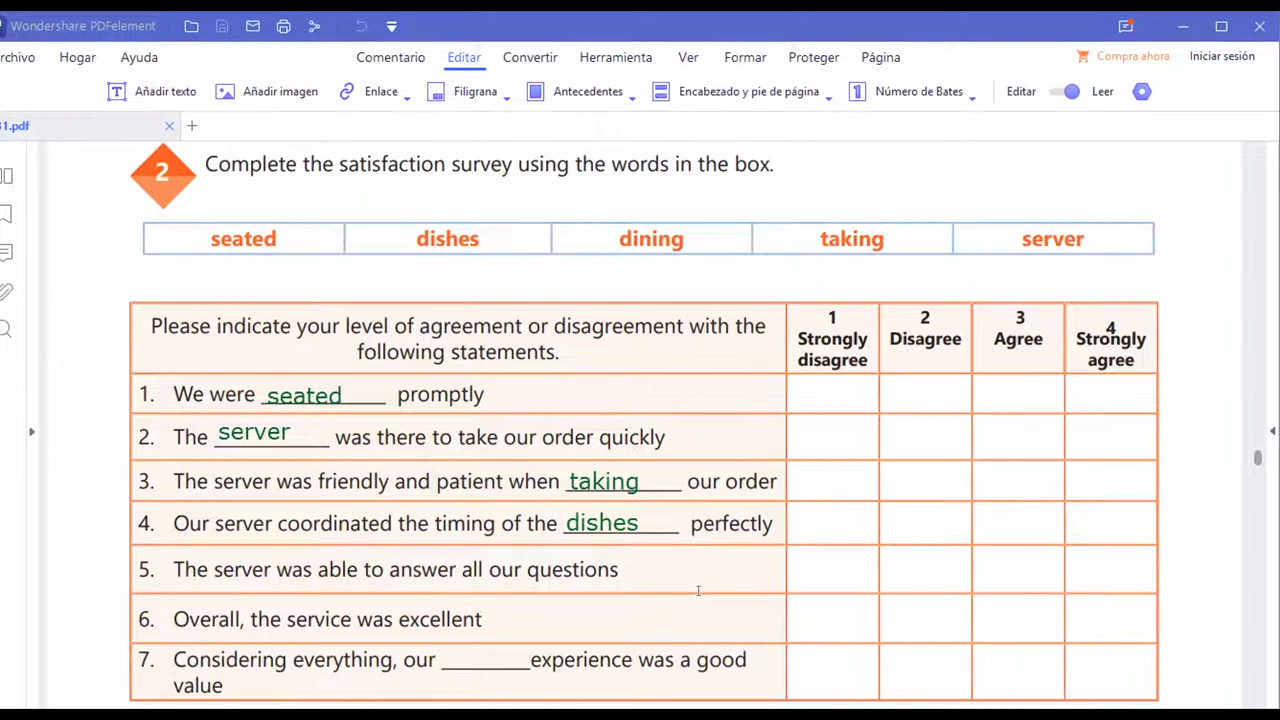 Wondershare PDFelement
rchivo Hogar Ayuda Comentario Editar Convertir Herramienta Ver Formar Proteger Página Compra ahora Iniciar sesión
Añadir texto Añadir imagen Enlace Filigrana Antecedentes Encabezado y pie de página Número de Bates Editar Leer
1.pdf
2 Complete the satisfaction survey using the words in the box.
seated dishes dining taking server
Please indicate your level of agreement or disagreement with the
following statements.
1
Strongly
disagree
2
Disagree
3
Agree
4
Strongly
agree
1. We were seated promptly
2. The server was there to take our order quickly
3. The server was friendly and patient when taking our order
4. Our server coordinated the timing of the dishes perfectly
5. The server was able to answer all our questions
6. Overall, the service was excellent
7. Considering everything, our _________experience was a good
value